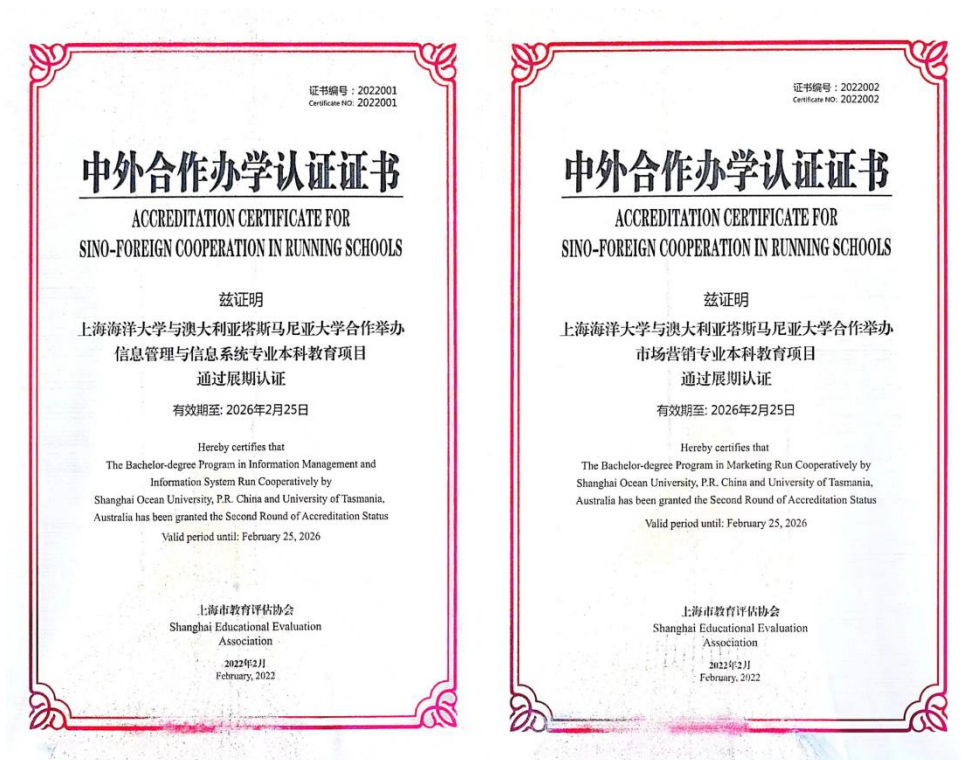 证书编号：2022001
Certificate NO: 2022001
中外合作办学认证证书
ACCREDITATION CERTIFICATE FOR
SINO-FOREIGN COOPERATION IN RUNNING SCHOOLS
兹证明
上海海洋大学与澳大利亚塔斯马尼亚大学合作举办
信息管理与信息系统专业本科教育项目
通过展期认证
有效期至: 2026年2月25日
Hereby certifies that
The Bachelor-degree Program in Information Management and
Information System Run Cooperatively by
Shanghai Ocean University, P.R. China and University of Tasmania,
Australia has been granted the Second Round of Accreditation Status
Valid period until: February 25, 2026
上海市教育评估协会
Shanghai Educational Evaluation
Association
2022年2月
February, 2022
证书编号：2022002
Certificate NO: 2022002
中外合作办学认证证书
ACCREDITATION CERTIFICATE FOR
SINO-FOREIGN COOPERATION IN RUNNING SCHOOLS
兹证明
上海海洋大学与澳大利亚塔斯马尼亚大学合作举办
市场营销专业本科教育项目
通过展期认证
有效期至: 2026年2月25日
Hereby certifies that
The Bachelor-degree Program in Marketing Run Cooperatively by
Shanghai Ocean University, P.R. China and University of Tasmania,
Australia has been granted the Second Round of Accreditation Status
Valid period until: February 25, 2026
上海市教育评估协会
Shanghai Educational Evaluation
Association
2022年2月
February, 2022